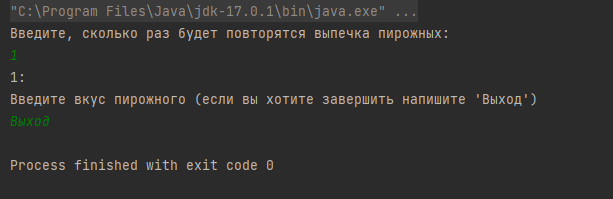 "C:\Program Files\Java\jdk-17.0.1\bin\java.exe" ...
Введите, сколько раз будет повторятся выпечка пирожных:
1
1:
Введите вкус пирожного (если вы хотите завершить напишите 'Выход')
Выход
Process finished with exit code 0